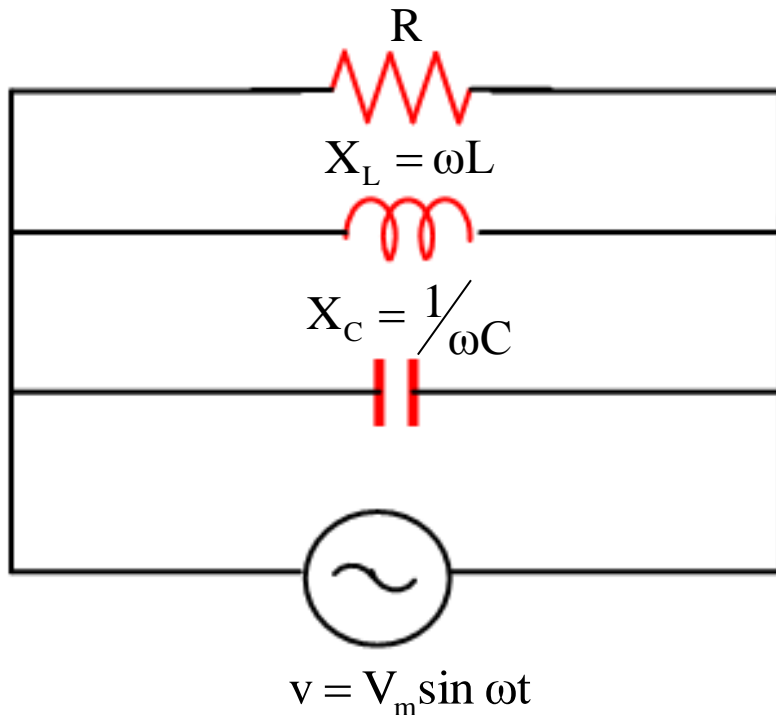 R
X_L = ωL
X_C = 1/ωC
v = V_m sin ωt